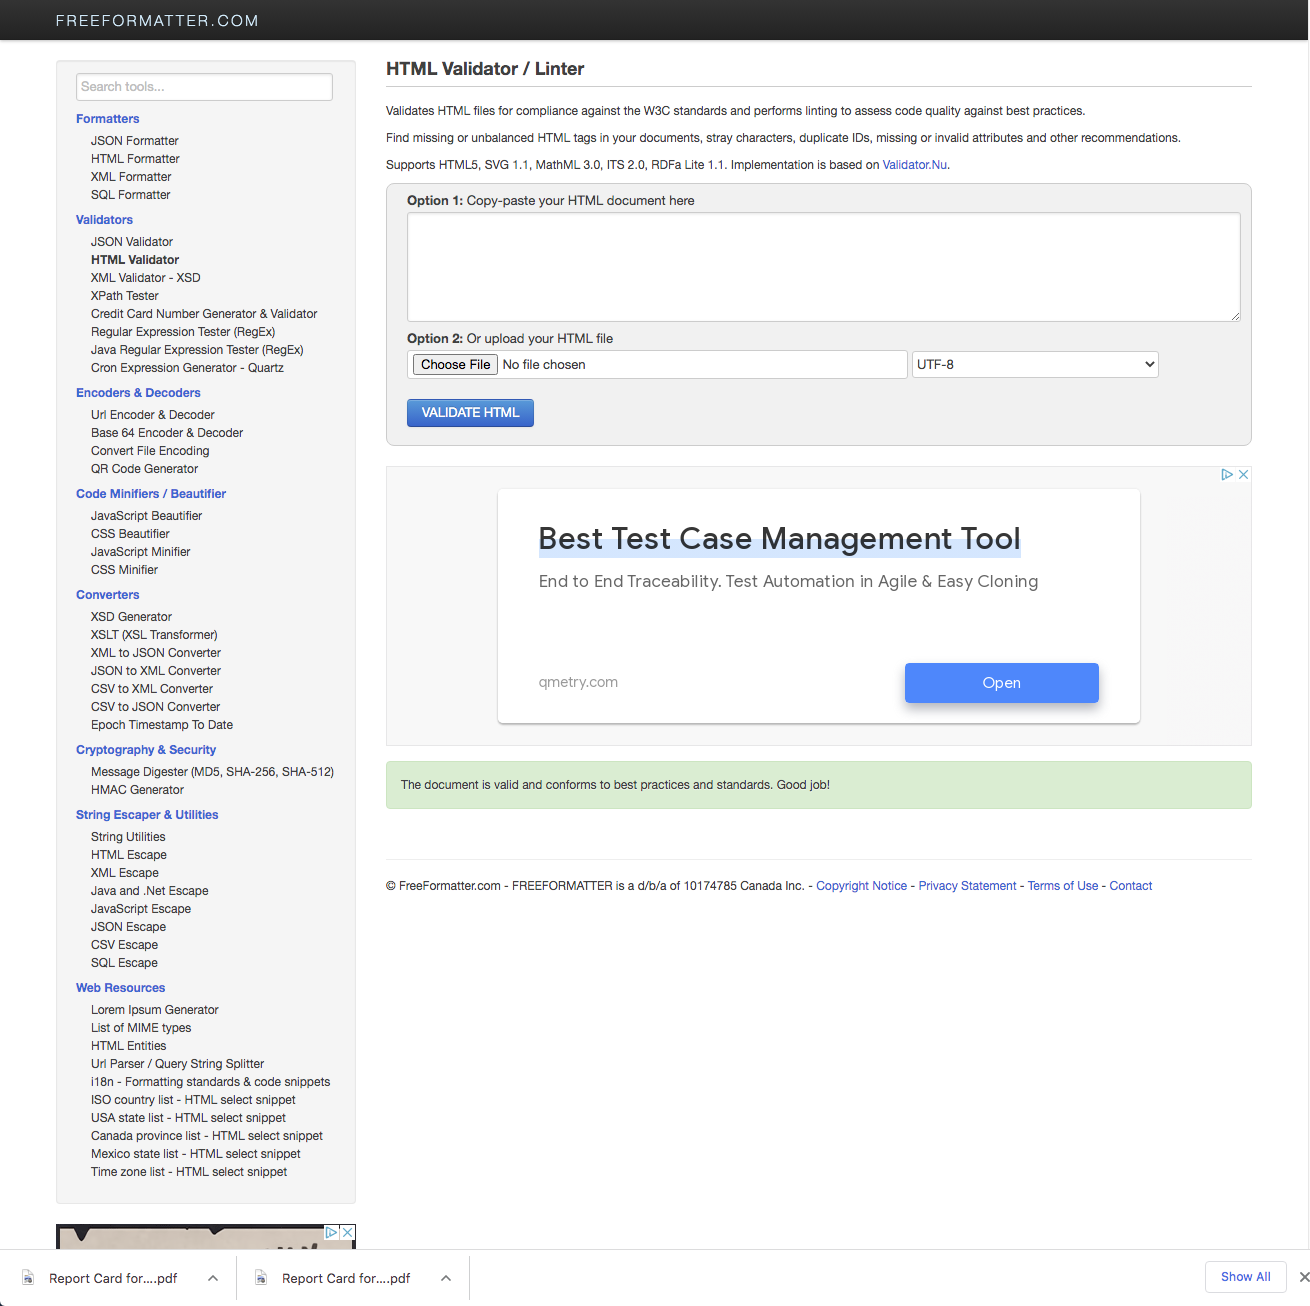 FREEFORMATTER.COM
Search tools...
Formatters
JSON Formatter
HTML Formatter
XML Formatter
SQL Formatter
Validators
JSON Validator
HTML Validator
XML Validator - XSD
XPath Tester
Credit Card Number Generator & Validator
Regular Expression Tester (RegEx)
Java Regular Expression Tester (RegEx)
Cron Expression Generator - Quartz
Encoders & Decoders
Url Encoder & Decoder
Base 64 Encoder & Decoder
Convert File Encoding
QR Code Generator
Code Minifiers / Beautifier
JavaScript Beautifier
CSS Beautifier
JavaScript Minifier
CSS Minifier
Converters
XSD Generator
XSLT (XSL Transformer)
XML to JSON Converter
JSON to XML Converter
CSV to XML Converter
CSV to JSON Converter
Epoch Timestamp To Date
Cryptography & Security
Message Digester (MD5, SHA-256, SHA-512)
HMAC Generator
String Escaper & Utilities
String Utilities
HTML Escape
XML Escape
Java and .Net Escape
JavaScript Escape
JSON Escape
CSV Escape
SQL Escape
Web Resources
Lorem Ipsum Generator
List of MIME types
HTML Entities
Url Parser / Query String Splitter
i18n - Formatting standards & code snippets
ISO country list - HTML select snippet
USA state list - HTML select snippet
Canada province list - HTML select snippet
Mexico state list - HTML select snippet
Time zone list - HTML select snippet
HTML Validator / Linter
Validates HTML files for compliance against the W3C standards and performs linting to assess code quality against best practices.
Find missing or unbalanced HTML tags in your documents, stray characters, duplicate IDs, missing or invalid attributes and other recommendations.
Supports HTML5, SVG 1.1, MathML 3.0, ITS 2.0, RDFa Lite 1.1. Implementation is based on Validator.Nu.
Option 1: Copy-paste your HTML document here
Option 2: Or upload your HTML file
Choose File No file chosen
UTF-8
VALIDATE HTML
Best Test Case Management Tool
End to End Traceability. Test Automation in Agile & Easy Cloning
qmetry.com
Open
The document is valid and conforms to best practices and standards. Good job!
© FreeFormatter.com - FREEFORMATTER is a d/b/a of 10174785 Canada Inc. - Copyright Notice - Privacy Statement - Terms of Use - Contact
Report Card for....pdf
Report Card for....pdf
Show All